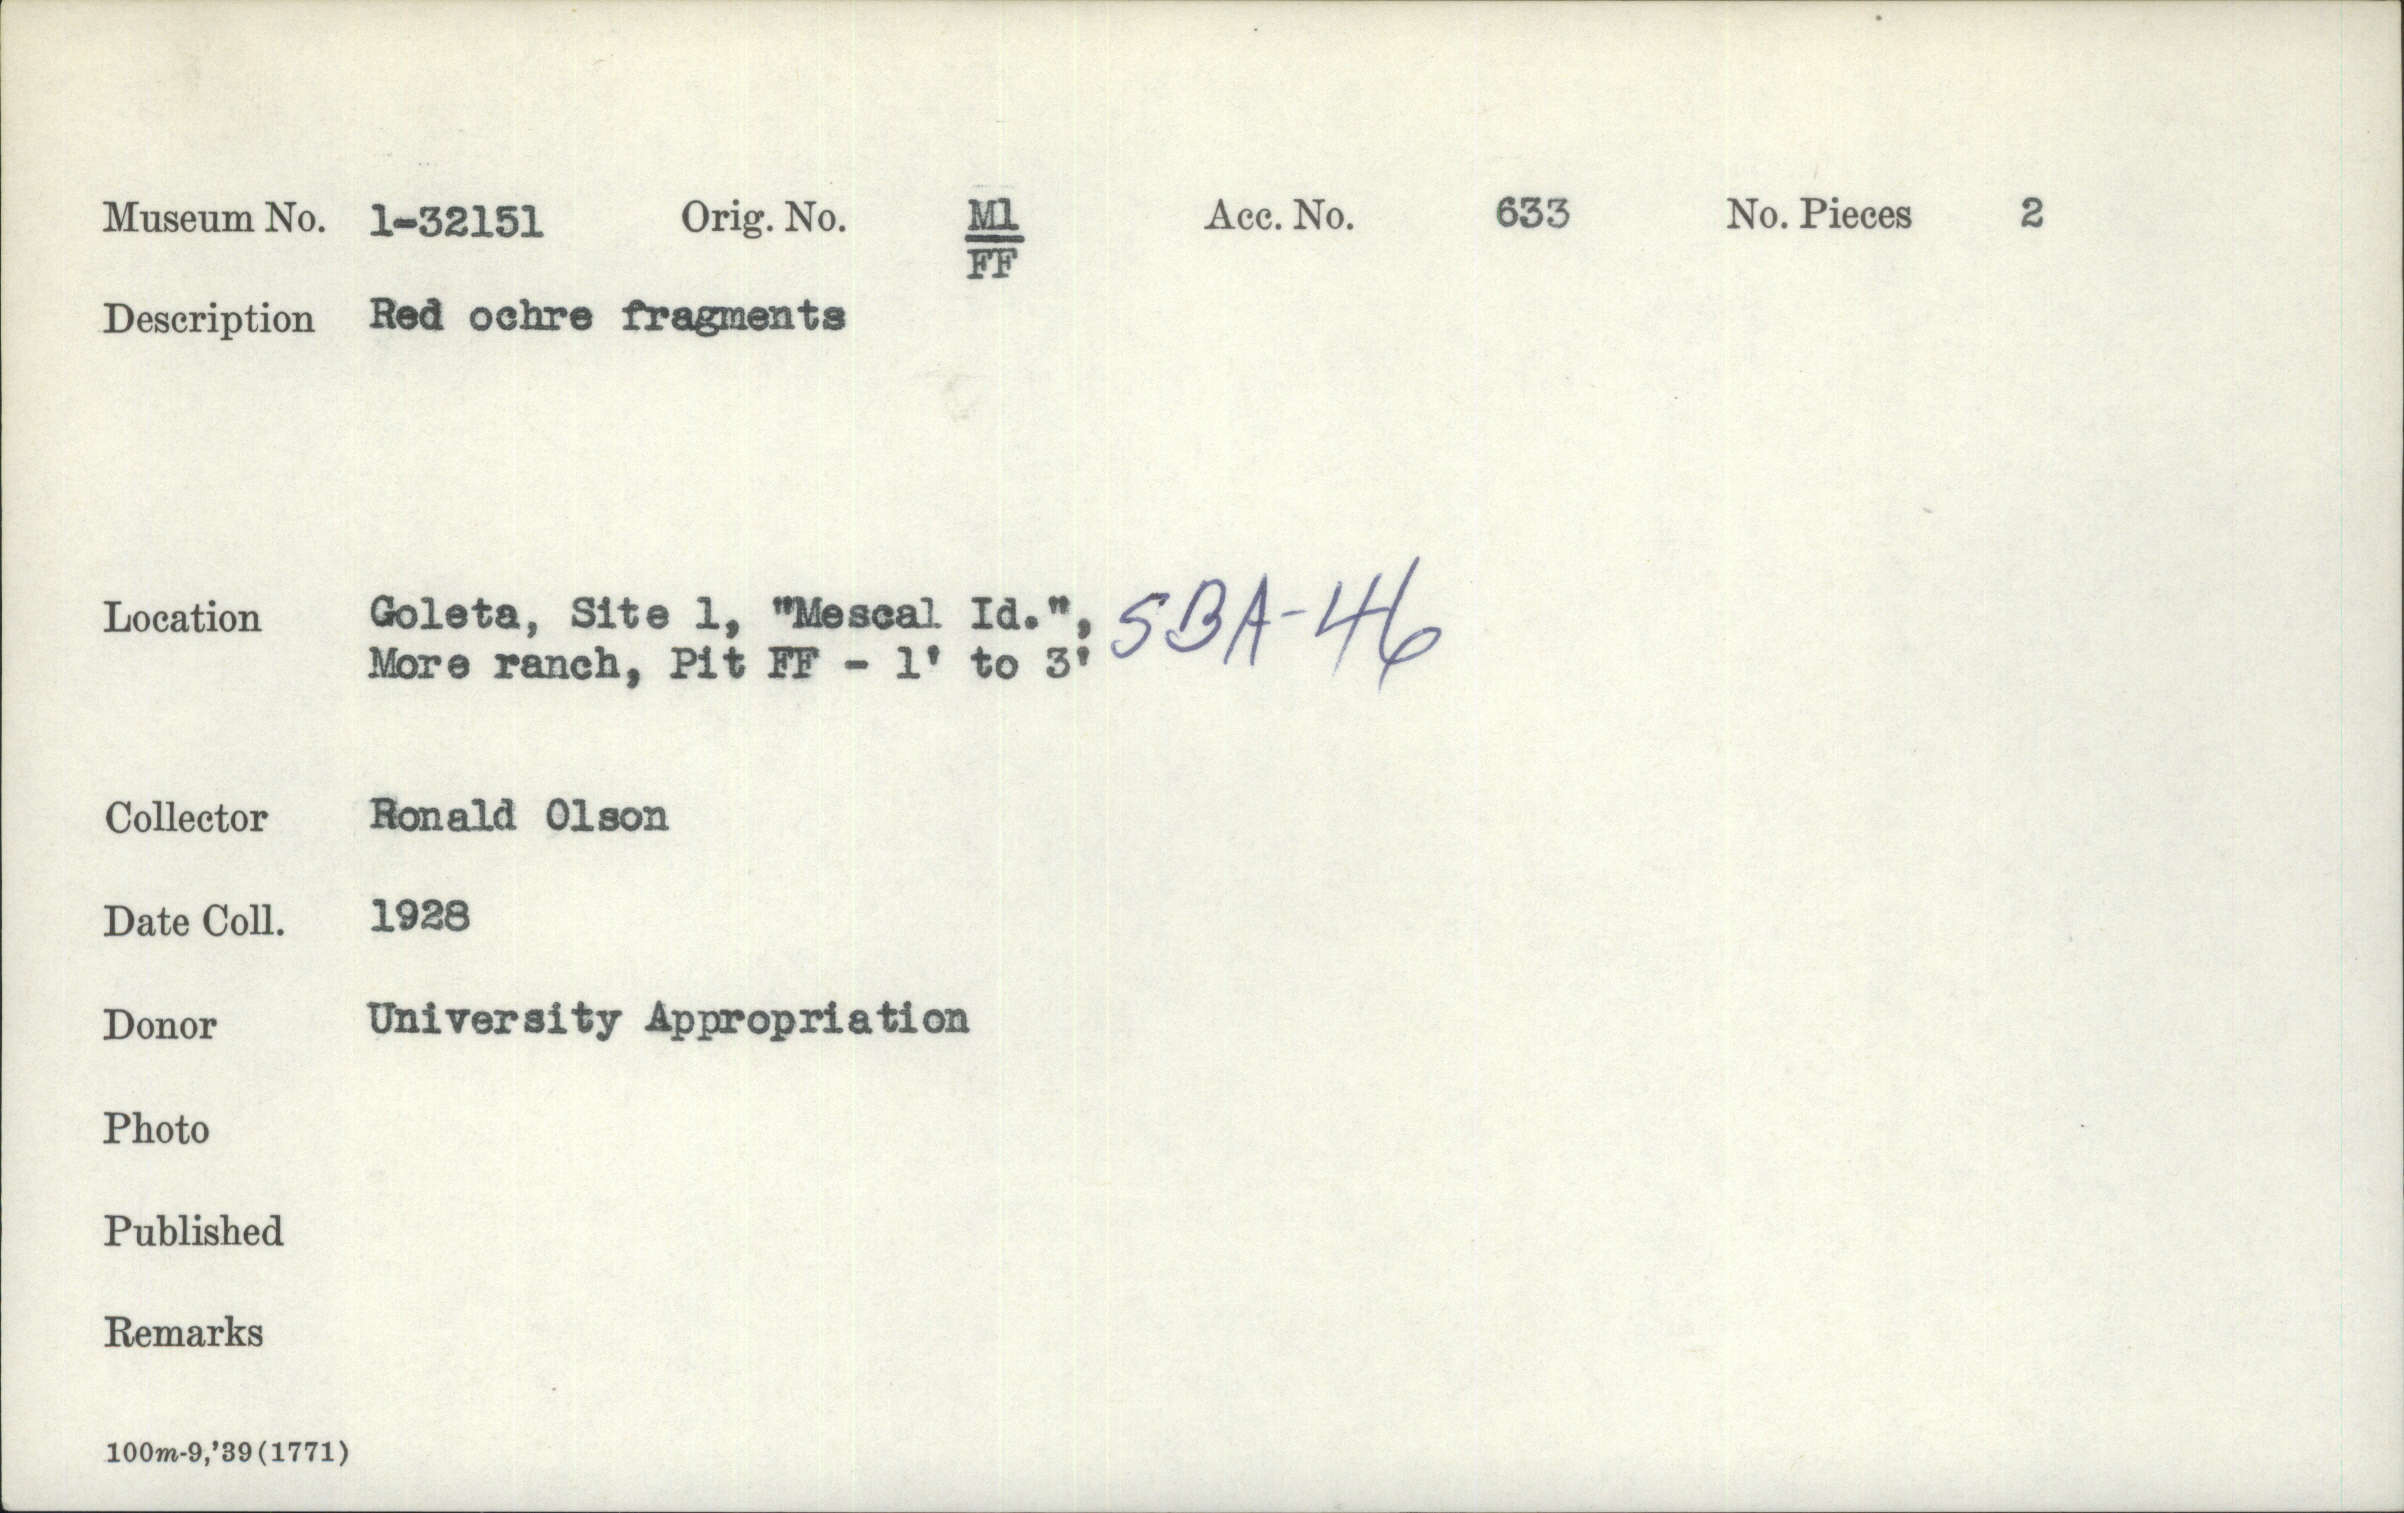 Museum No. 1-32151 Orig. No. M1 Acc. No. 633 No. Pieces 2
FF
Description Red ochre fragments
Location Goleta, Site 1, "Mescal Id.", SBA-46
More ranch, Pit FF - 1' to 3'
Collector Ronald Olson
Date Coll. 1928
Donor University Appropriation
Photo
Published
Remarks
100m-9,'39(1771)